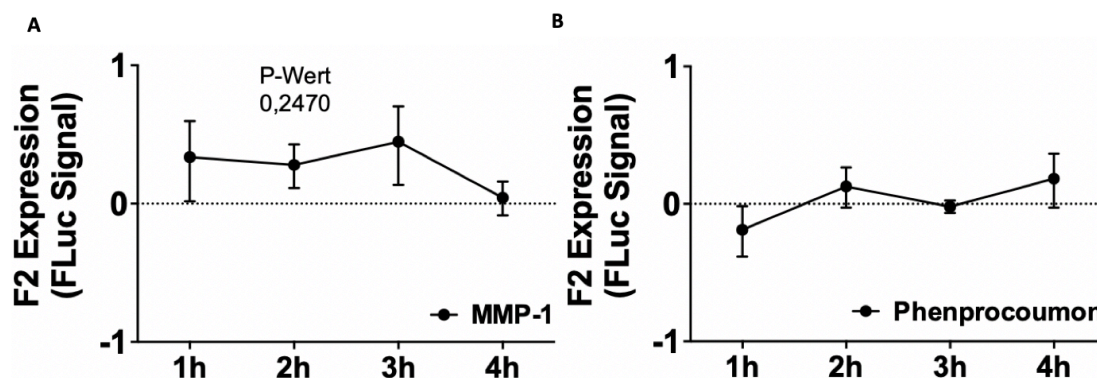 A
F2 Expression
(FLuc Signal)
1
0
-1
P-Wert
0,2470
MMP-1
1h 2h 3h 4h
B
F2 Expression
(FLuc Signal)
1
0
-1
Phenprocoumon
1h 2h 3h 4h